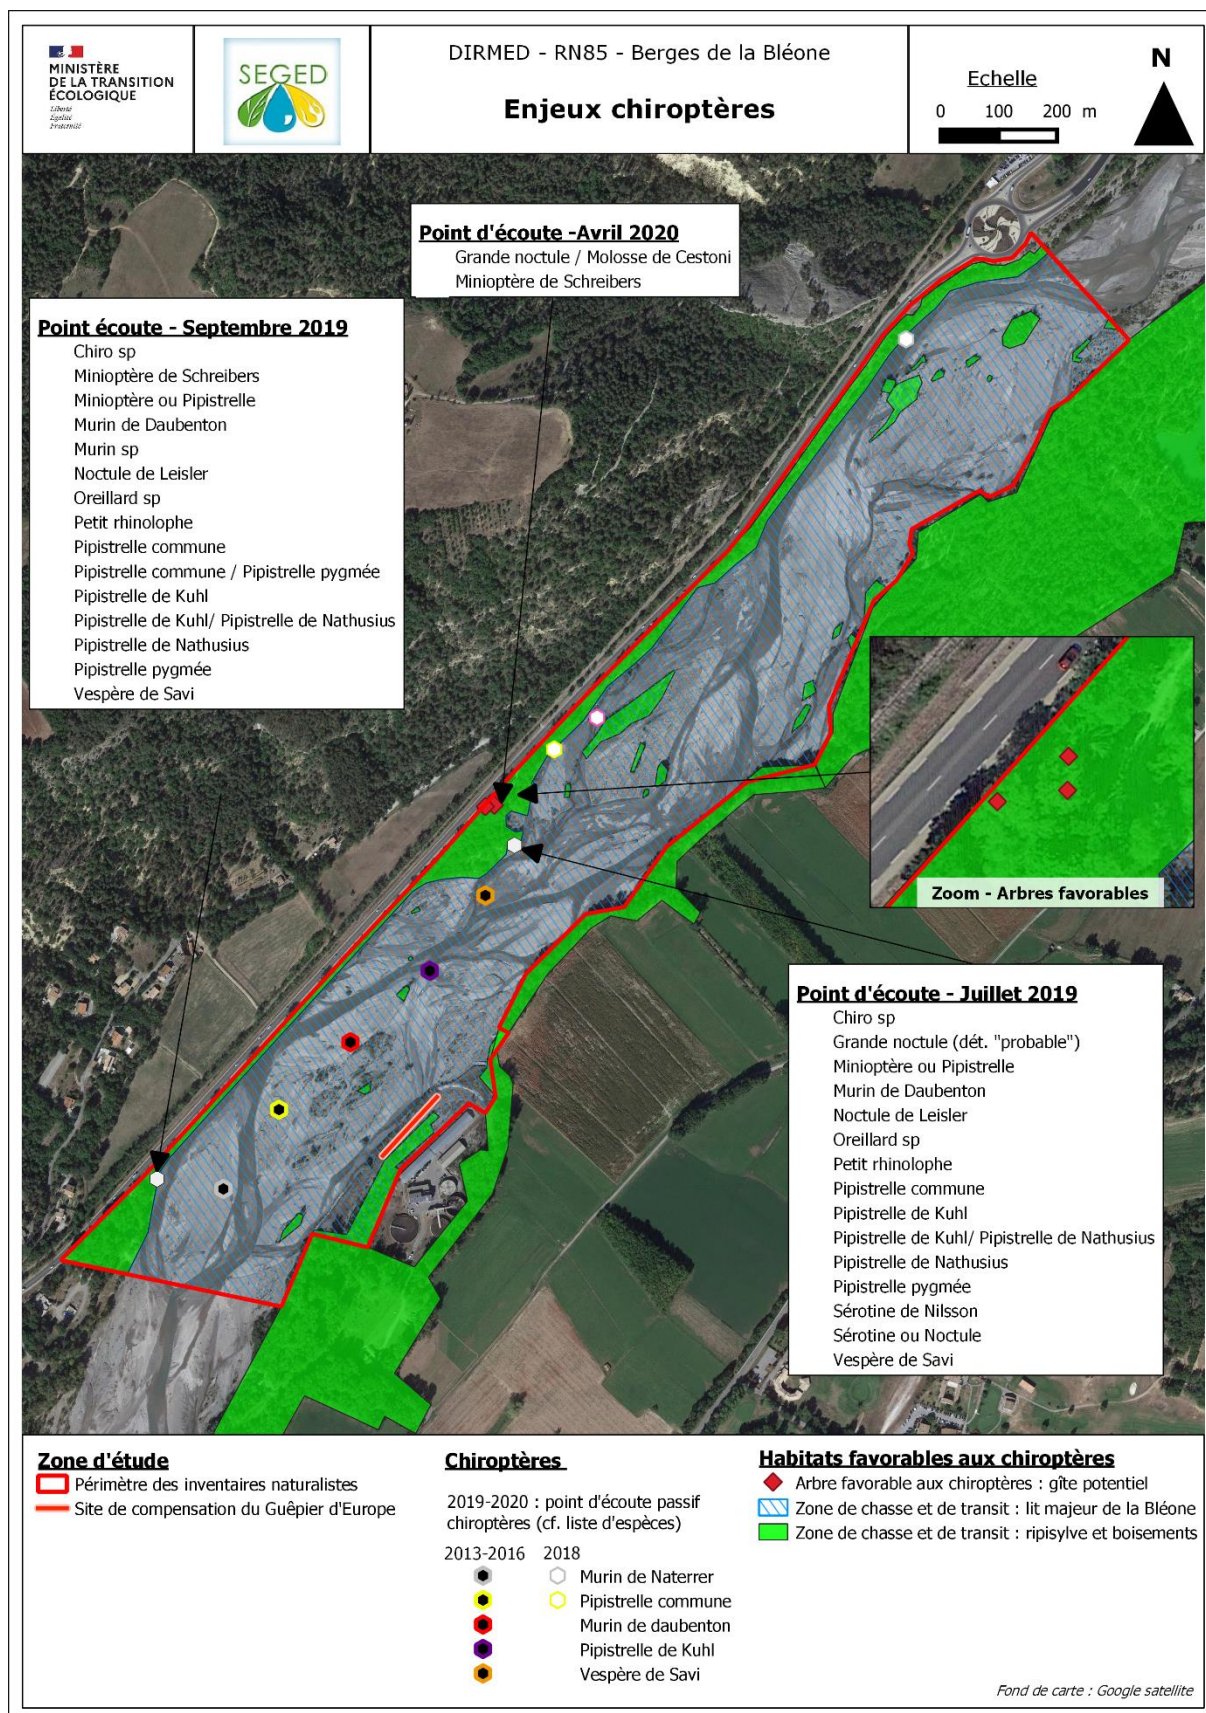 MINISTÈRE
DE LA TRANSITION
ÉCOLOGIQUE
Liberté
Égalité
Fraternité
SEGED
DIRMED - RN85 - Berges de la Bléone
Enjeux chiroptères
Echelle
0 100 200 m
N
Point d'écoute -Avril 2020
Grande noctule / Molosse de Cestoni
Minioptère de Schreibers
Point écoute - Septembre 2019
Chiro sp
Minioptère de Schreibers
Minioptère ou Pipistrelle
Murin de Daubenton
Murin sp
Noctule de Leisler
Oreillard sp
Petit rhinolophe
Pipistrelle commune
Pipistrelle commune / Pipistrelle pygmée
Pipistrelle de Kuhl
Pipistrelle de Kuhl/ Pipistrelle de Nathusius
Pipistrelle de Nathusius
Pipistrelle pygmée
Vespère de Savi
Zoom - Arbres favorables
Point d'écoute - Juillet 2019
Chiro sp
Grande noctule (dét. "probable")
Minioptère ou Pipistrelle
Murin de Daubenton
Noctule de Leisler
Oreillard sp
Petit rhinolophe
Pipistrelle commune
Pipistrelle de Kuhl
Pipistrelle de Kuhl/ Pipistrelle de Nathusius
Pipistrelle de Nathusius
Pipistrelle pygmée
Sérotine de Nilsson
Sérotine ou Noctule
Vespère de Savi
Zone d'étude
Périmètre des inventaires naturalistes
Site de compensation du Guêpier d'Europe
Chiroptères
2019-2020 : point d'écoute passif
chiroptères (cf. liste d'espèces)
2013-2016 2018
Murin de Naterrer
Pipistrelle commune
Murin de daubenton
Pipistrelle de Kuhl
Vespère de Savi
Habitats favorables aux chiroptères
Arbre favorable aux chiroptères : gîte potentiel
Zone de chasse et de transit : lit majeur de la Bléone
Zone de chasse et de transit : ripisylve et boisements
Fond de carte : Google satellite